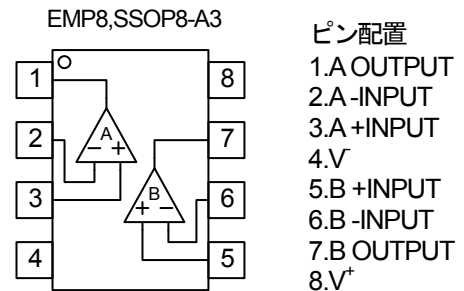 EMP8,SSOP8-A3
1
2
3
4
8
7
6
5
A
− +
B
+ −
ピン配置
1.A OUTPUT
2.A -INPUT
3.A +INPUT
4.V-
5.B +INPUT
6.B -INPUT
7.B OUTPUT
8.V+